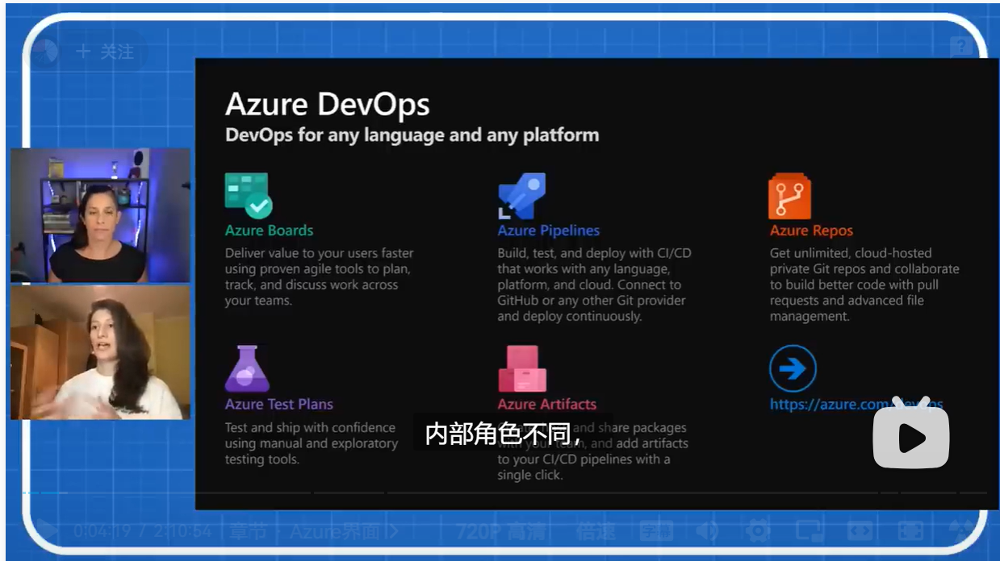 + 关注
?
Azure DevOps
DevOps for any language and any platform
Azure Boards
Deliver value to your users faster
using proven agile tools to plan,
track, and discuss work across
your teams.
Azure Pipelines
Build, test, and deploy with CI/CD
that works with any language,
platform, and cloud. Connect to
GitHub or any other Git provider
and deploy continuously.
Azure Repos
Get unlimited, cloud-hosted
private Git repos and collaborate
to build better code with pull
requests and advanced file
management.
Azure Test Plans
Test and ship with confidence
using manual and exploratory
testing tools.
Azure Artifacts
and share packages
with your team, and add artifacts
to your CI/CD pipelines with a
single click.
https://azure.com/devops
内部角色不同，
0:04:19 / 2:10:54 章节 · Azure界面 > 720P 高清 倍速 字幕